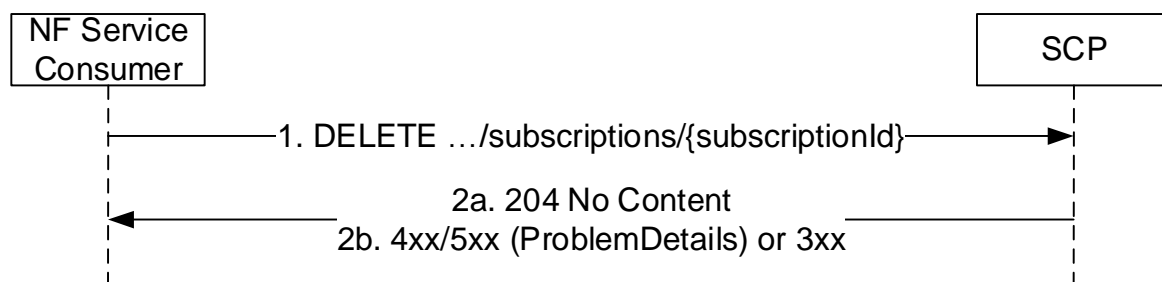 NF Service
Consumer
SCP
1. DELETE …/subscriptions/{subscriptionId}
2a. 204 No Content
2b. 4xx/5xx (ProblemDetails) or 3xx